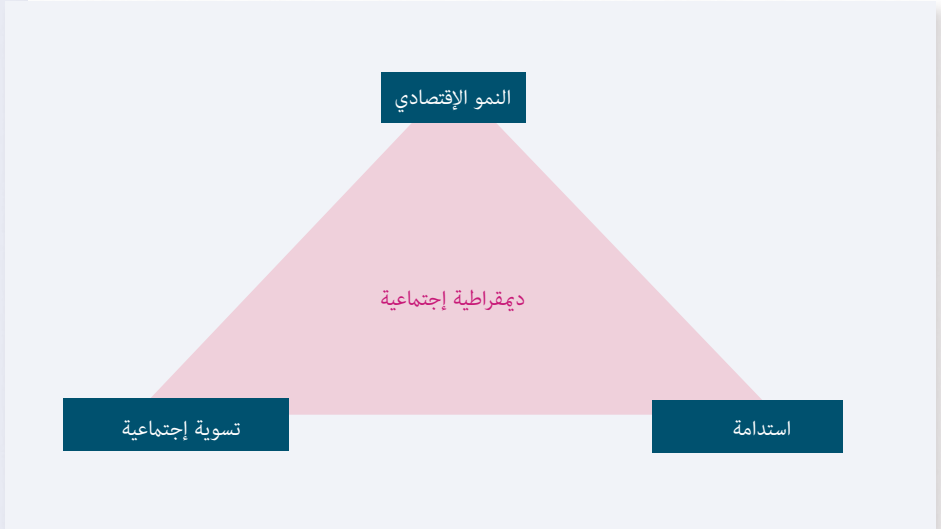 النمو الإقتصادي
ديمقراطية إجتماعية
استدامة
تسوية إجتماعية